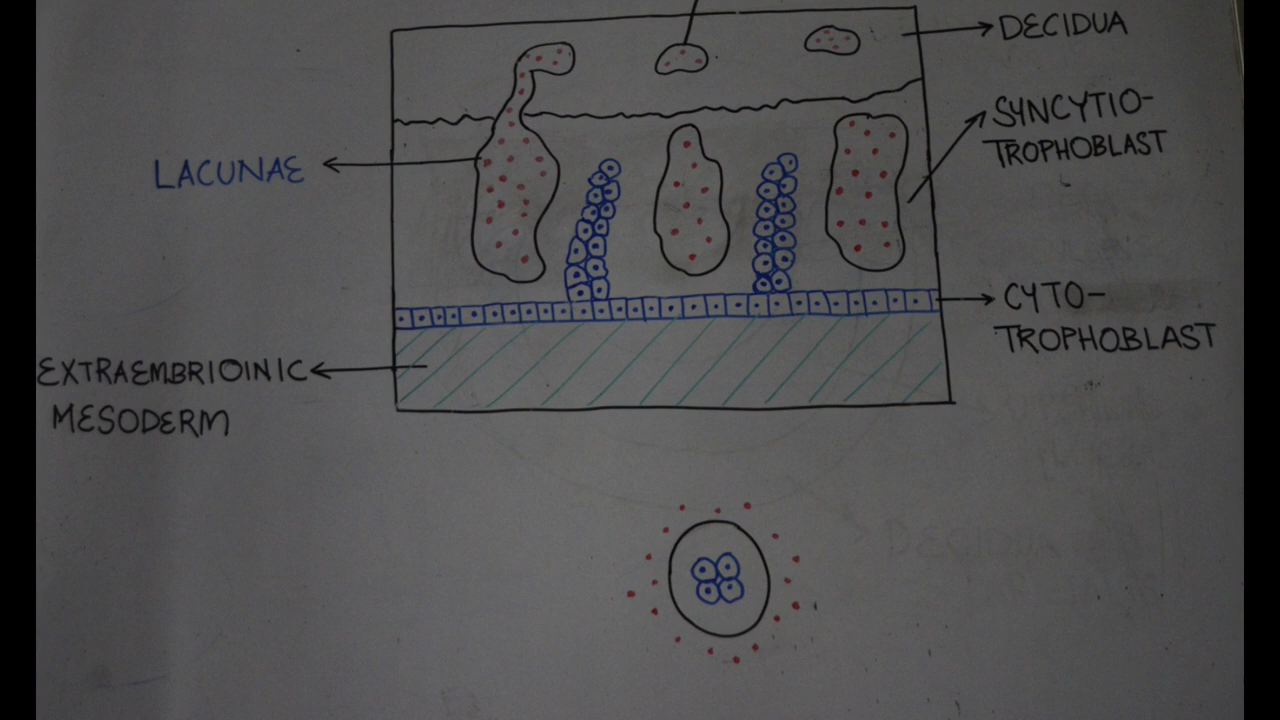 DECIDUA
SYNCYTIO-
TROPHOBLAST
LACUNAE
CYTO-
TROPHOBLAST
EXTRAEMBRIOINIC
MESODERM